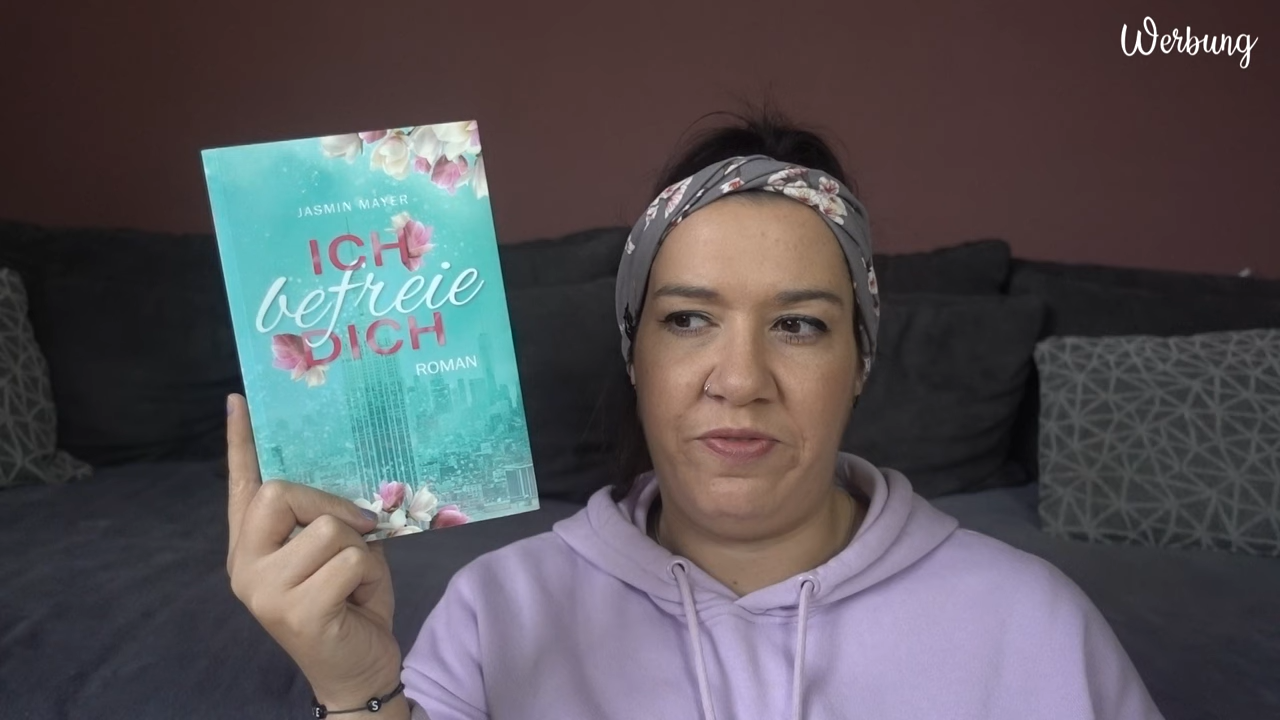 Werbung
JASMIN MAYER
ICH
befreie
DICH
ROMAN
E S